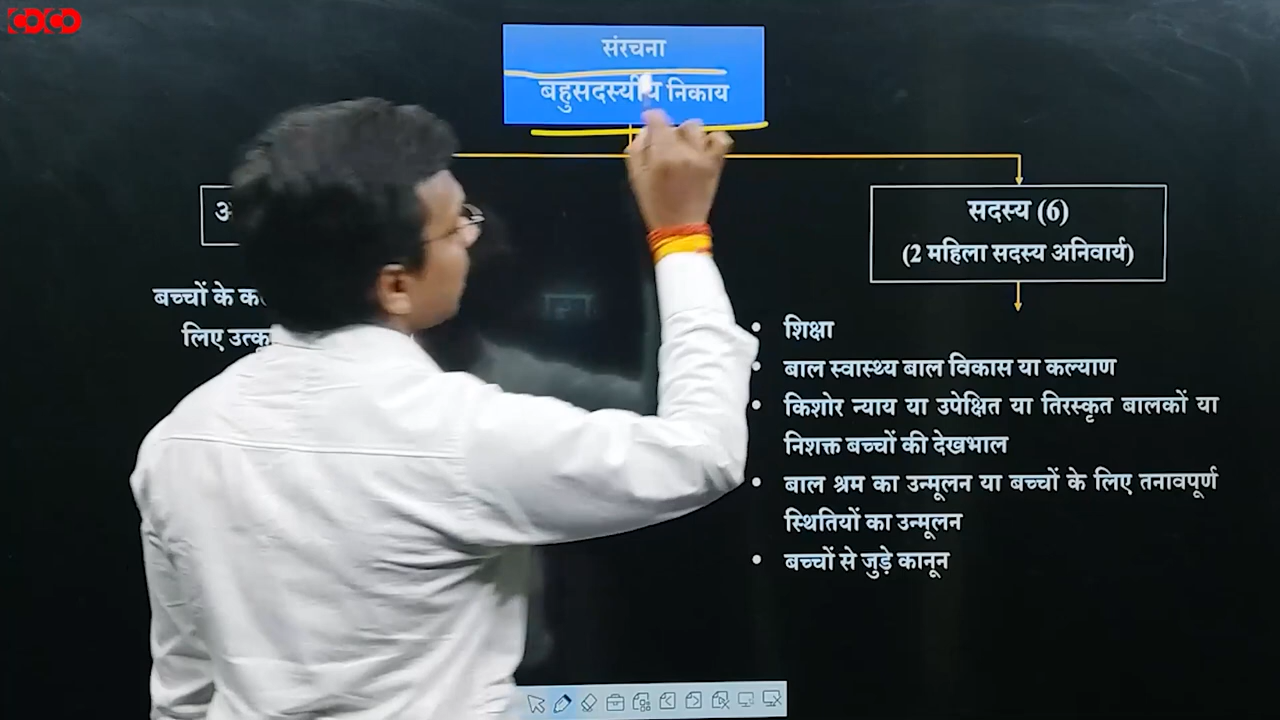 COCO
संरचना
बहुसदस्यीय निकाय
सदस्य (6)
(2 महिला सदस्य अनिवार्य)
बच्चों के
लिए
• शिक्षा
• बाल स्वास्थ्य बाल विकास या कल्याण
• किशोर न्याय या उपेक्षित या तिरस्कृत बालकों या
निशक्त बच्चों की देखभाल
• बाल श्रम का उन्मूलन या बच्चों के लिए तनावपूर्ण
स्थितियों का उन्मूलन
• बच्चों से जुड़े कानून